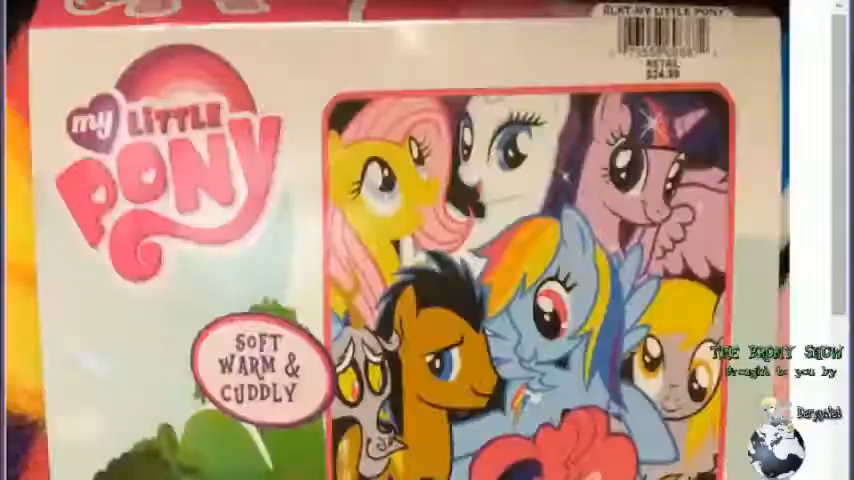 BLKT-MY LITTLE PONY
RETAIL
$24.99
my LITTLE
PONY
SOFT
WARM &
CUDDLY
THE BRONY SHOW
Brought to you by
Derpynet